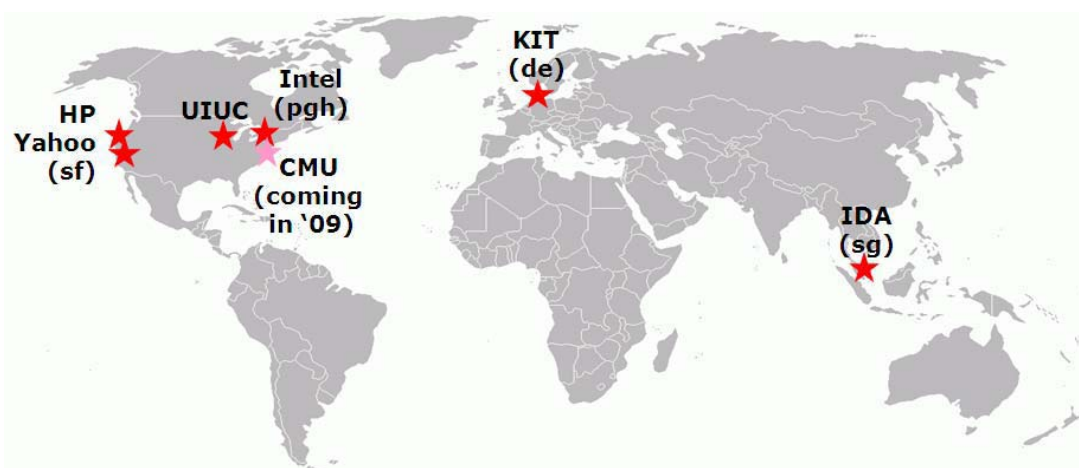 HP
Yahoo
(sf)
UIUC
Intel
(pgh)
CMU
(coming
in ‘09)
KIT
(de)
IDA
(sg)